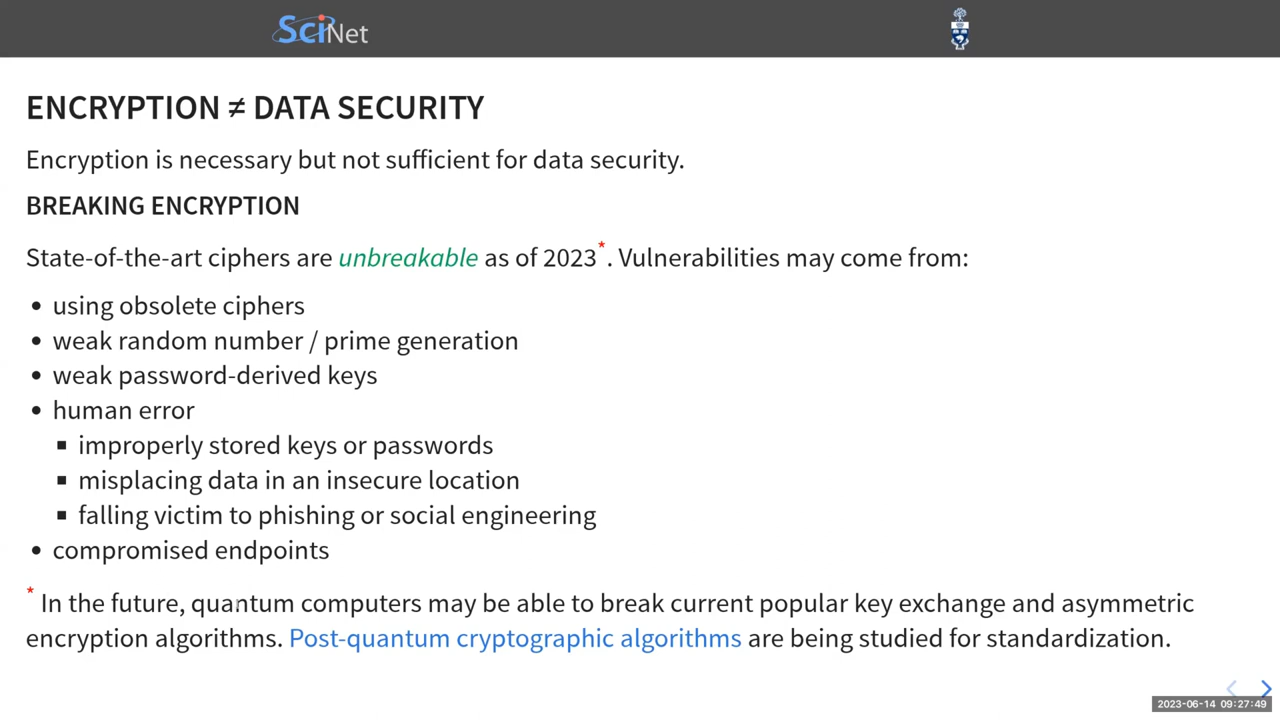 SciNet
ENCRYPTION ≠ DATA SECURITY
Encryption is necessary but not sufficient for data security.
BREAKING ENCRYPTION
State-of-the-art ciphers are unbreakable as of 2023*. Vulnerabilities may come from:
• using obsolete ciphers
• weak random number / prime generation
• weak password-derived keys
• human error
▪ improperly stored keys or passwords
▪ misplacing data in an insecure location
▪ falling victim to phishing or social engineering
• compromised endpoints
* In the future, quantum computers may be able to break current popular key exchange and asymmetric
encryption algorithms. Post-quantum cryptographic algorithms are being studied for standardization.
2023-06-14 09:27:49